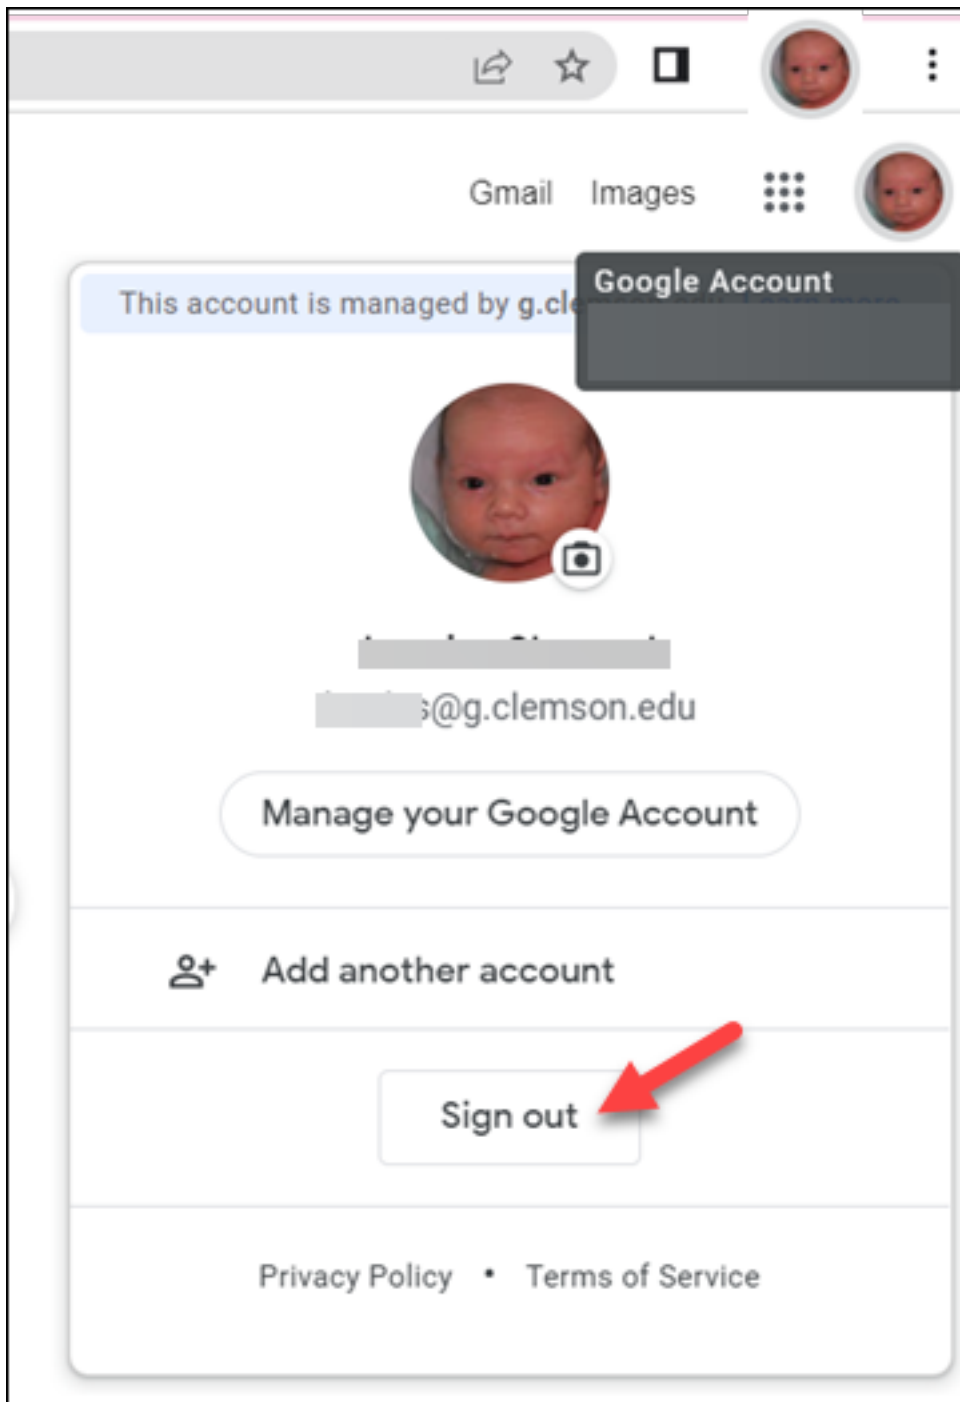 Gmail Images
Google Account
This account is managed by g.cle
s@g.clemson.edu
Manage your Google Account
Add another account
Sign out
Privacy Policy • Terms of Service